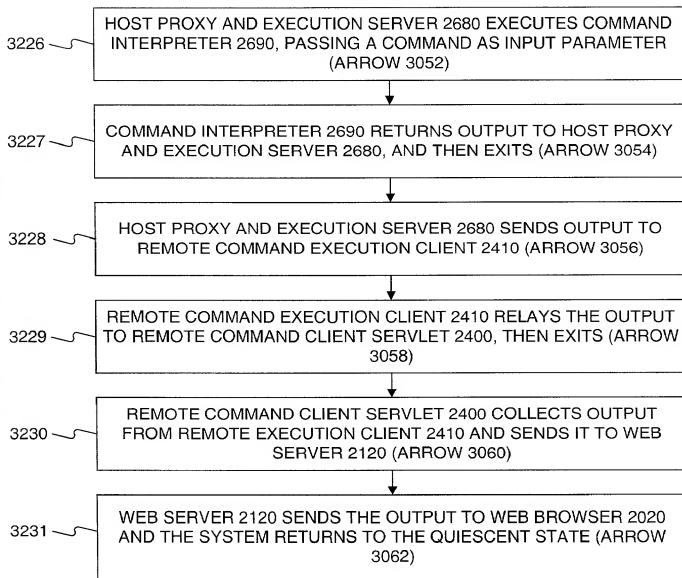 HOST PROXY AND EXECUTION SERVER 2680 EXECUTES COMMAND
3226
INTERPRETER 2690, PASSING A COMMAND AS INPUT PARAMETER
(ARROW 3052)
3227
COMMAND INTERPRETER 2690 RETURNS OUTPUT TO HOST PROXY
AND EXECUTION SERVER 2680, AND THEN EXITS (ARROW 3054)
3228
HOST PROXY AND EXECUTION SERVER 2680 SENDS OUTPUT TO
REMOTE COMMAND EXECUTION CLIENT 2410 (ARROW 3056)
REMOTE COMMAND EXECUTION CLIENT 2410 RELAYS THE OUTPUT
3229
TO REMOTE COMMAND CLIENT SERVLET 2400, THEN EXITS (ARROW
3058)
REMOTE COMMAND CLIENT SERVLET 2400 COLLECTS OUTPUT
3230
FROM REMOTE EXECUTION CLIENT 2410 AND SENDS IT TO WEB
SERVER 2120 (ARROW 3060)
3231
WEB SERVER 2120 SENDS THE OUTPUT TO WEB BROWSER 2020
AND THE SYSTEM RETURNS TO THE QUIESCENT STATE (ARROW
3062)